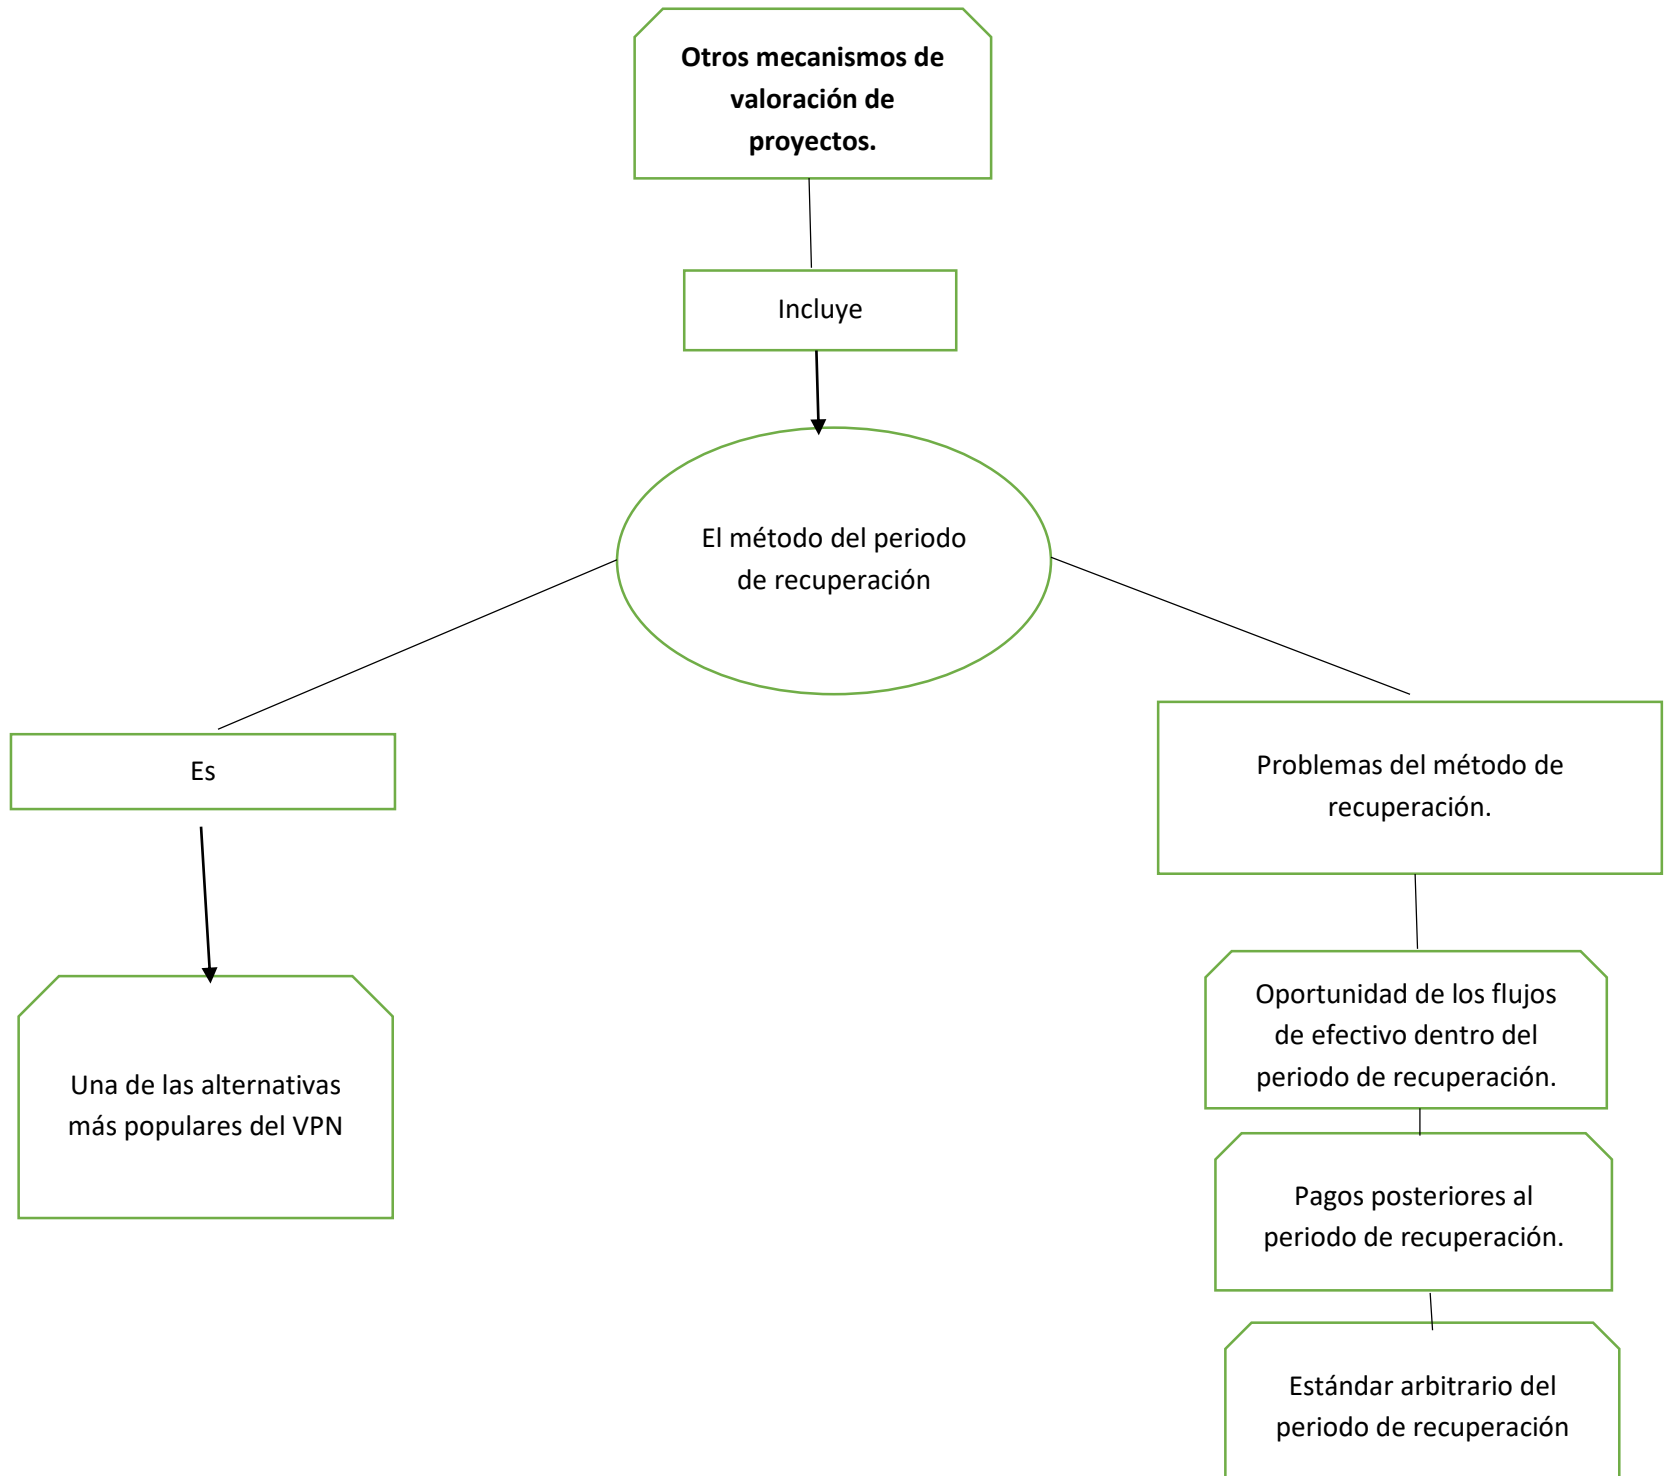 Otros mecanismos de
valoración de
proyectos.
Incluye
El método del periodo
de recuperación
Es
Problemas del método de
recuperación.
Una de las alternativas
más populares del VPN
Oportunidad de los flujos
de efectivo dentro del
periodo de recuperación.
Pagos posteriores al
periodo de recuperación.
Estándar arbitrario del
periodo de recuperación